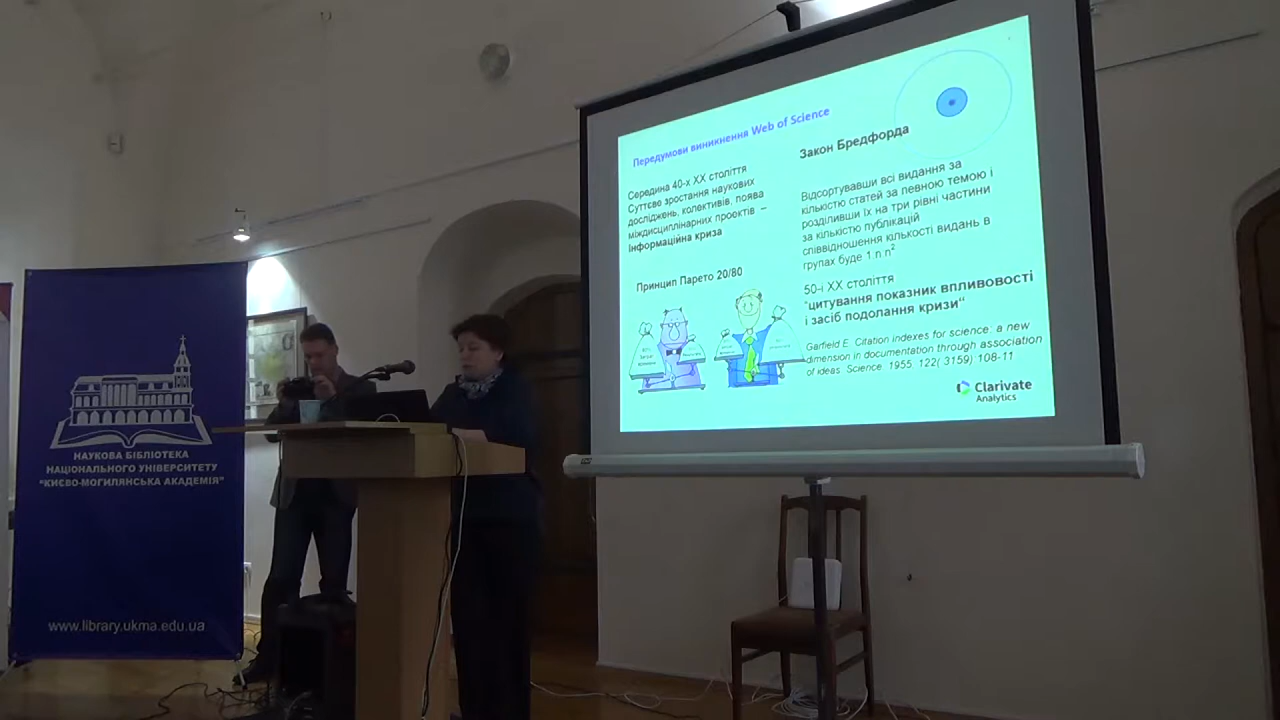 НАУКОВА БІБЛІОТЕКА
НАЦІОНАЛЬНОГО УНІВЕРСИТЕТУ
"КИЄВО-МОГИЛЯНСЬКА АКАДЕМІЯ"
www.library.ukma.edu.ua
Передумови виникнення Web of Science
Середина 40-х ХХ століття
Суттєве зростання наукових
досліджень, колективів, поява
міждисциплінарних проектів –
Інформаційна криза
Принцип Парето 20/80
Закон Бредфорда
Відсортувавши всі видання за
кількістю статей за певною темою і
розділивши їх на три рівні частини
за кількістю публікацій
співвідношення кількості видань в
групах буде 1:n:n²
50-і ХХ століття
"цитування показник впливовості
і засіб подолання кризи"
Garfield E. Citation indexes for science: a new
dimension in documentation through association
of ideas. Science. 1955; 122( 3159): 108-11
Clarivate
Analytics